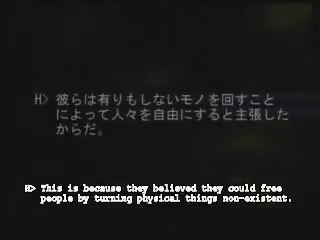 H> 彼らは有りもしないモノを回すこと
によって人々を自由にすると主張した
からだ。
H> This is because they believed they could free
people by turning physical things non-existent.